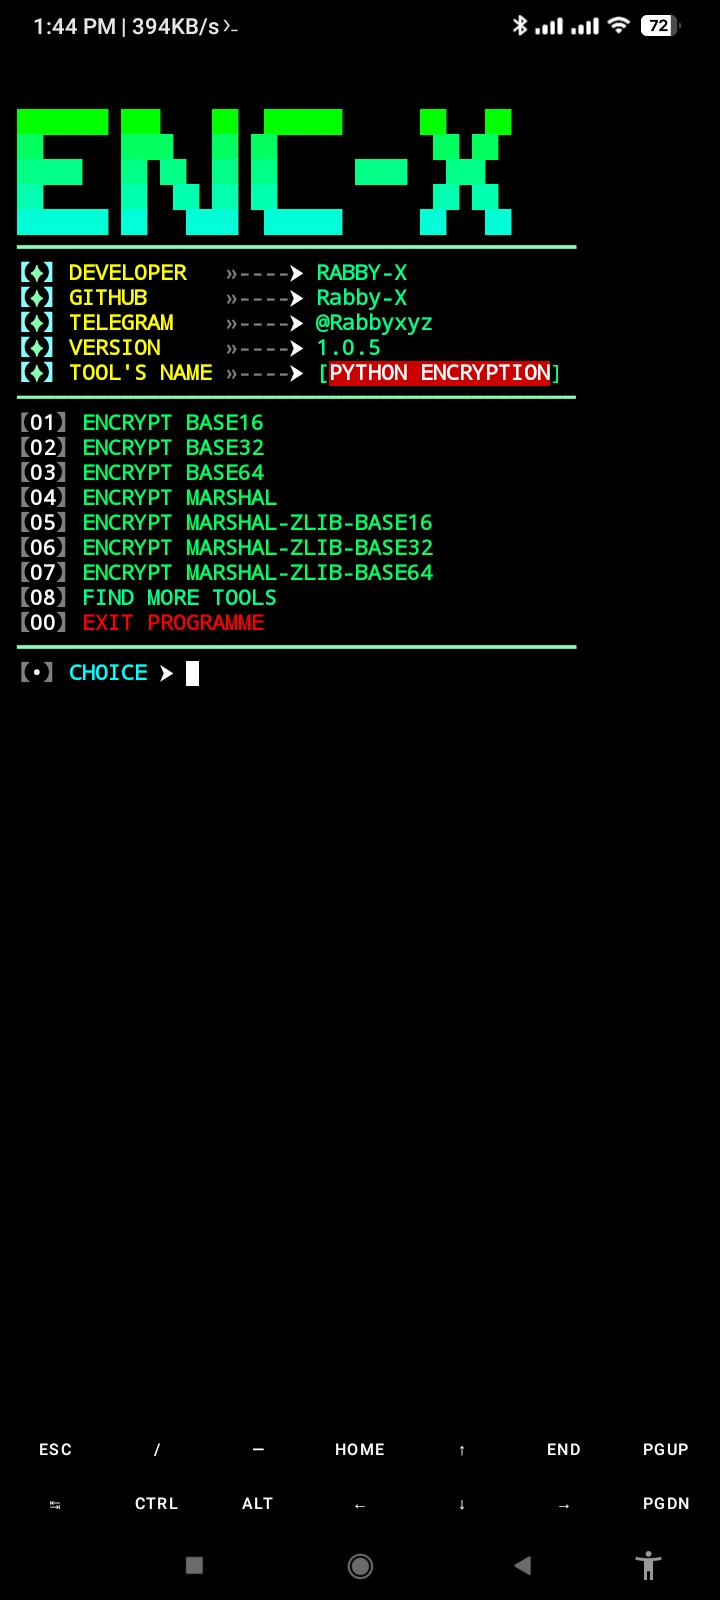 1:44 PM | 394KB/s 72
ENC-X
【✦】 DEVELOPER »----➤ RABBY-X
【✦】 GITHUB »----➤ Rabby-X
【✦】 TELEGRAM »----➤ @Rabbyxyz
【✦】 VERSION »----➤ 1.0.5
【✦】 TOOL'S NAME »----➤ [PYTHON ENCRYPTION]
【01】 ENCRYPT BASE16
【02】 ENCRYPT BASE32
【03】 ENCRYPT BASE64
【04】 ENCRYPT MARSHAL
【05】 ENCRYPT MARSHAL-ZLIB-BASE16
【06】 ENCRYPT MARSHAL-ZLIB-BASE32
【07】 ENCRYPT MARSHAL-ZLIB-BASE64
【08】 FIND MORE TOOLS
【00】 EXIT PROGRAMME
【•】 CHOICE ➤
ESC / — HOME ↑ END PGUP
↹ CTRL ALT ← ↓ → PGDN